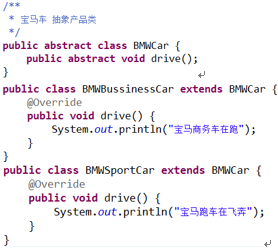 /**
 * 宝马车 抽象产品类
 */
public abstract class BMWCar {
    public abstract void drive();
}
public class BMWBussinessCar extends BMWCar {
    @Override
    public void drive() {
        System.out.println("宝马商务车在跑");
    }
}
public class BMWSportCar extends BMWCar {
    @Override
    public void drive() {
        System.out.println("宝马跑车在飞奔");
    }
}